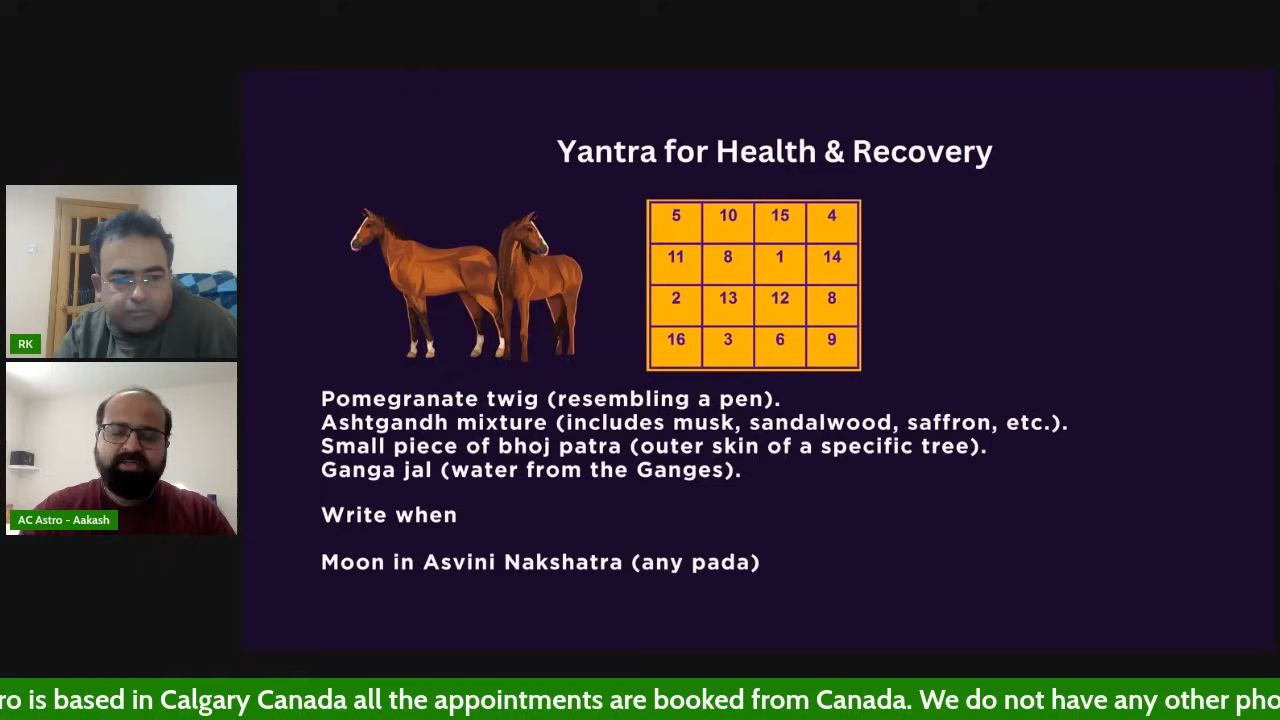 Yantra for Health & Recovery
5 10 15 4
11 8 1 14
2 13 12 8
16 3 6 9
Pomegranate twig (resembling a pen).
Ashtgandh mixture (includes musk, sandalwood, saffron, etc.).
Small piece of bhoj patra (outer skin of a specific tree).
Ganga jal (water from the Ganges).
Write when
Moon in Asvini Nakshatra (any pada)
RK
AC Astro - Aakash
ro is based in Calgary Canada all the appointments are booked from Canada. We do not have any other pho